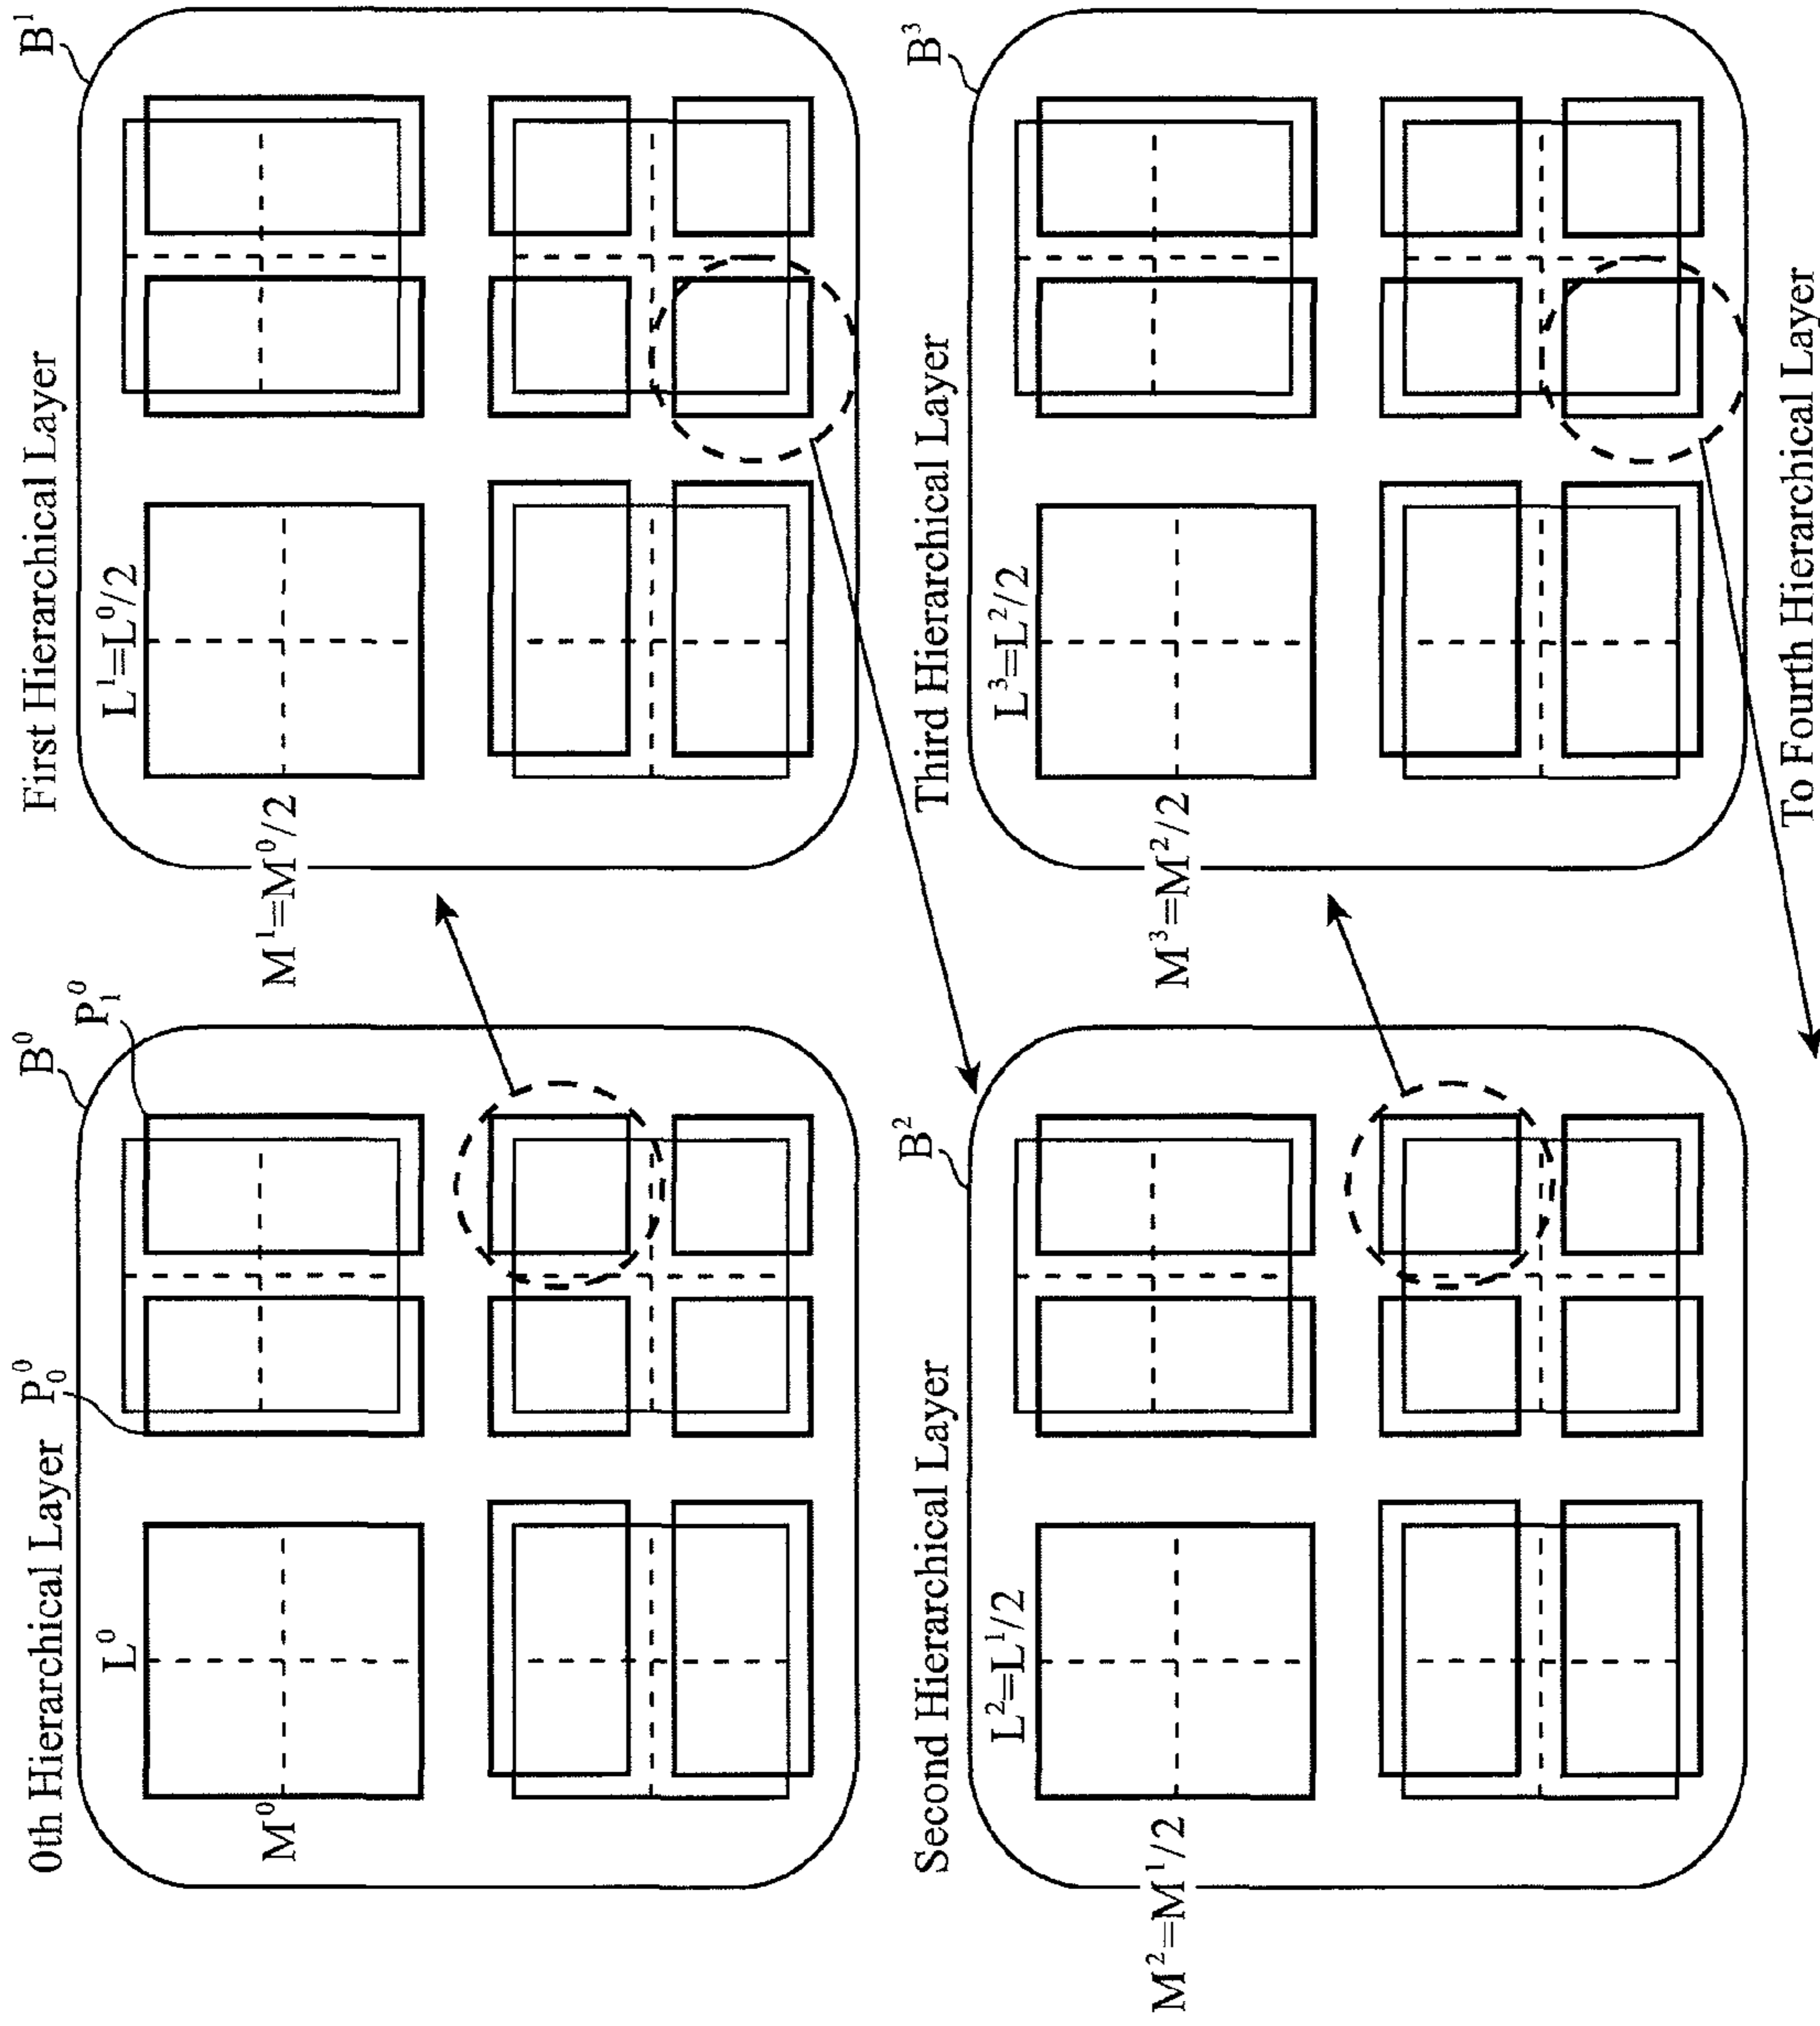 0th Hierarchical Layer
B⁰
P₀⁰
P₁⁰
L⁰
M⁰
First Hierarchical Layer
B¹
L¹=L⁰/2
M¹=M⁰/2
Second Hierarchical Layer
B²
L²=L¹/2
M²=M¹/2
Third Hierarchical Layer
B³
L³=L²/2
M³=M²/2
To Fourth Hierarchical Layer